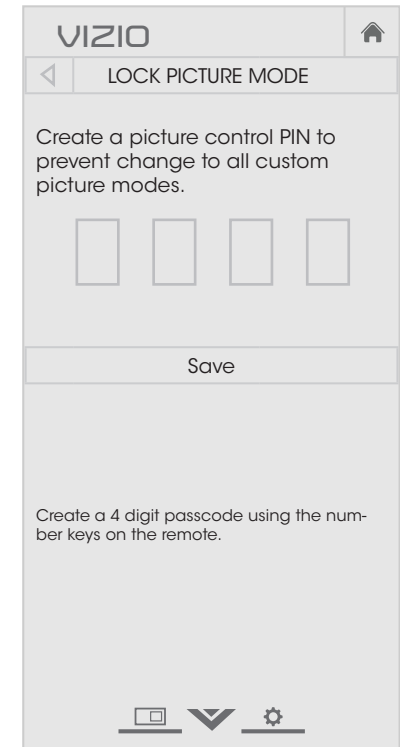 VIZIO
LOCK PICTURE MODE
Create a picture control PIN to
prevent change to all custom
picture modes.
Save
Create a 4 digit passcode using the num-
ber keys on the remote.